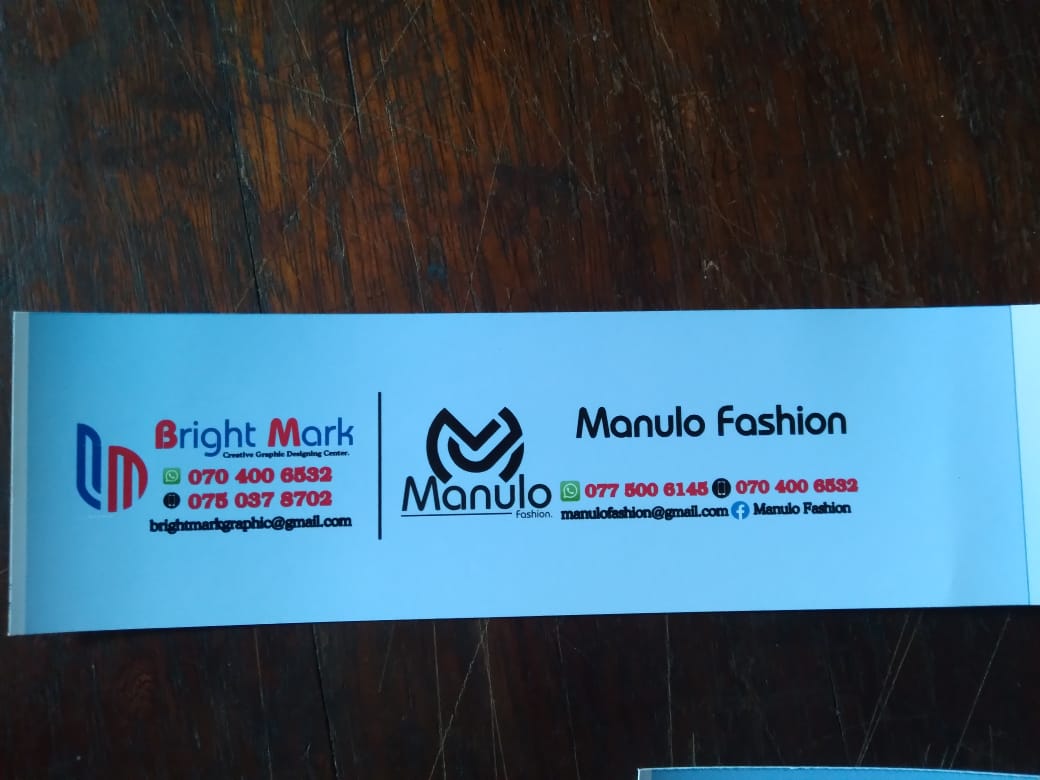 Bright Mark
Creative Graphic Designing Center.
070 400 6532
075 037 8702
brightmarkgraphic@gmail.com
Manulo
Fashion.
Manulo Fashion
077 500 6145 070 400 6532
manulofashion@gmail.com Manulo Fashion